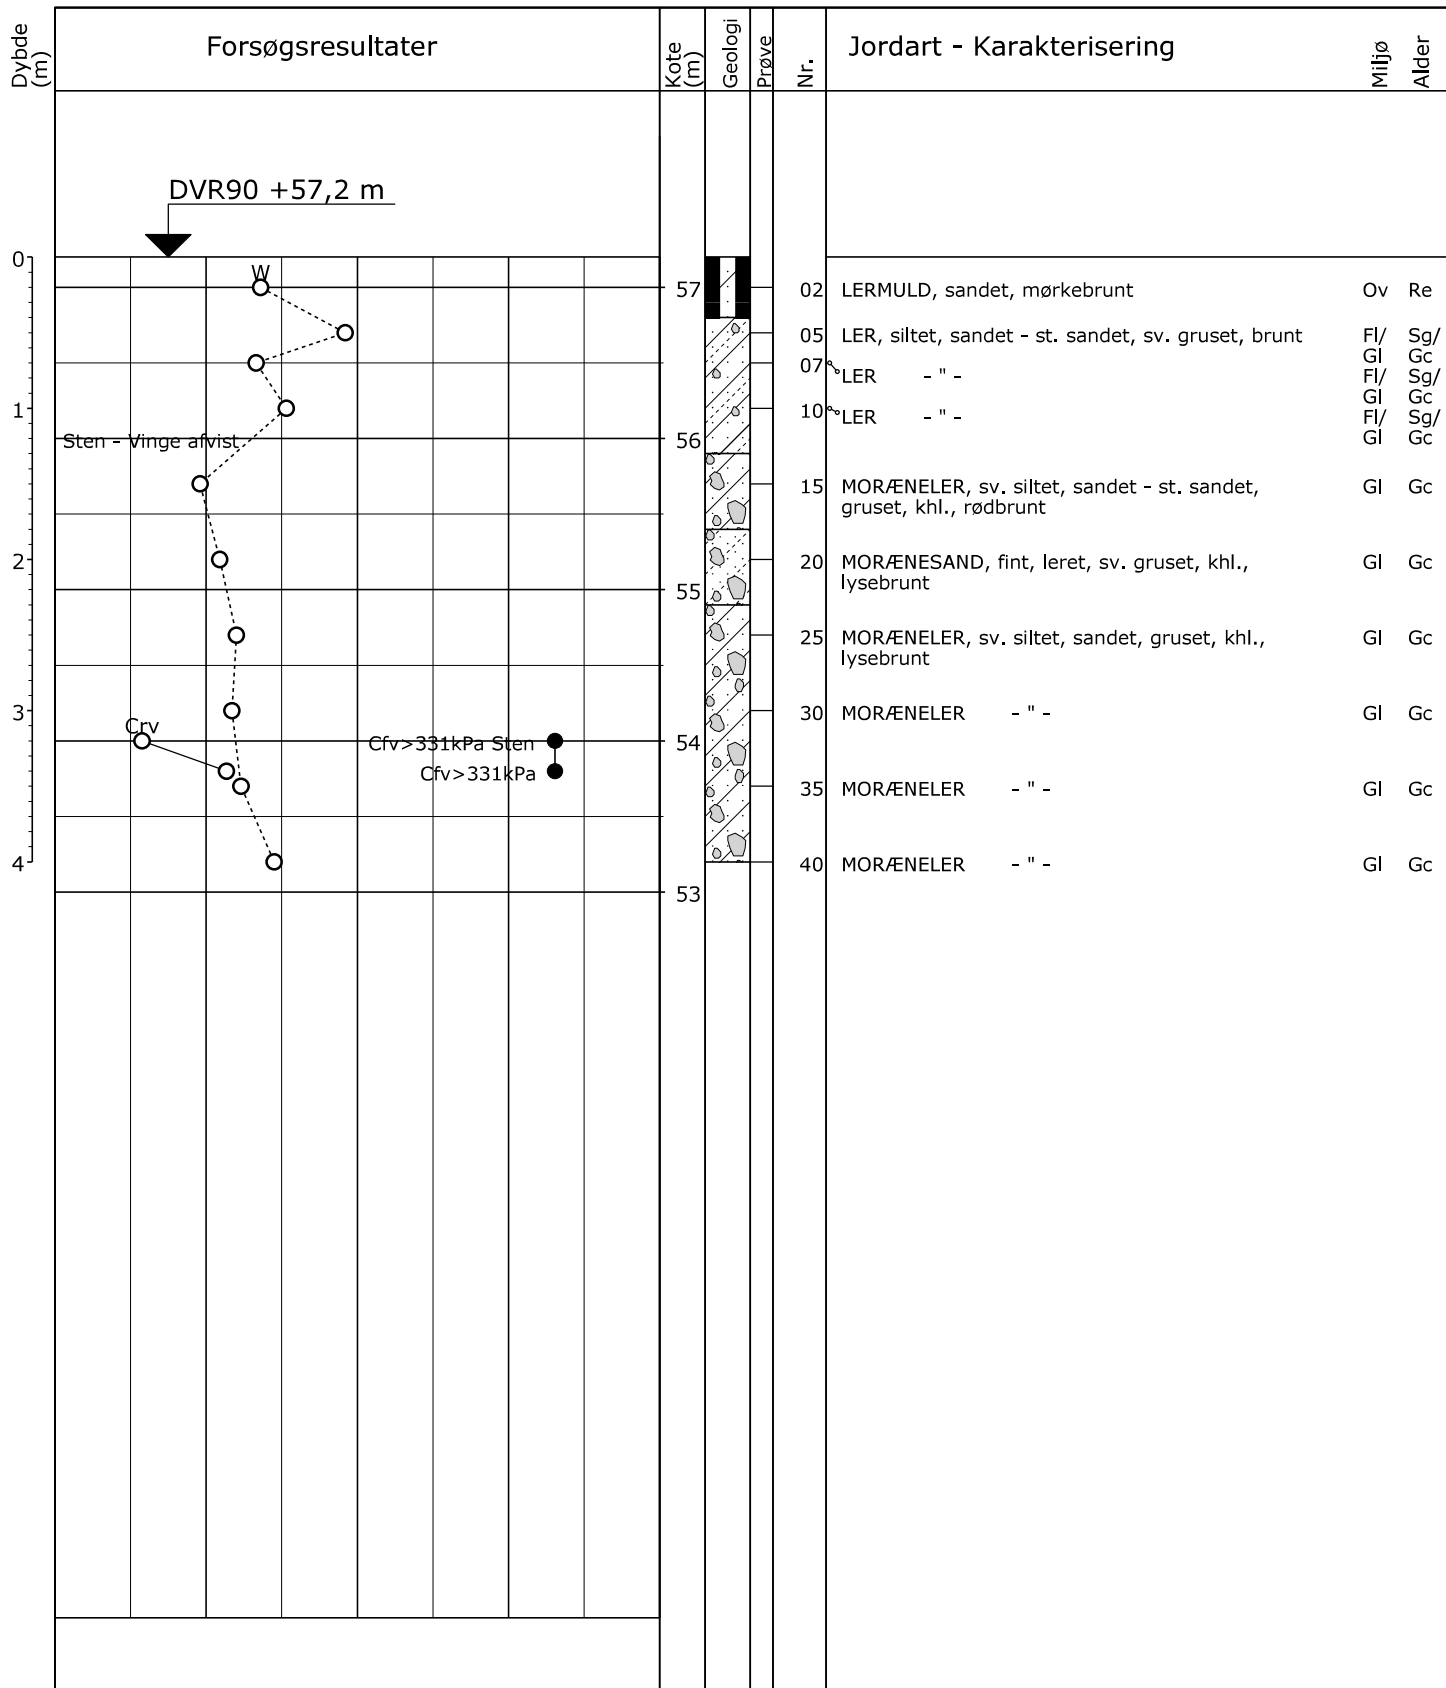 Dybde
(m)
Forsøgsresultater
Kote
(m)
Geologi
Prøve
Nr.
Jordart - Karakterisering
Miljø
Alder
DVR90 +57,2 m
0
W
57
02 LERMULD, sandet, mørkebrunt Ov Re
05 LER, siltet, sandet - st. sandet, sv. gruset, brunt Fl/ Sg/
Gl Gc
07 LER - " - Fl/ Sg/
Gl Gc
1
10 LER - " - Fl/ Sg/
Gl Gc
Sten - Vinge afvist
56
15 MORÆNELER, sv. siltet, sandet - st. sandet, Gl Gc
gruset, khl., rødbrunt
2
20 MORÆNESAND, fint, leret, sv. gruset, khl., Gl Gc
lysebrunt
55
25 MORÆNELER, sv. siltet, sandet, gruset, khl., Gl Gc
lysebrunt
3
30 MORÆNELER - " - Gl Gc
Crv
Cfv>331kPa Sten
54
Cfv>331kPa
35 MORÆNELER - " - Gl Gc
4
40 MORÆNELER - " - Gl Gc
53